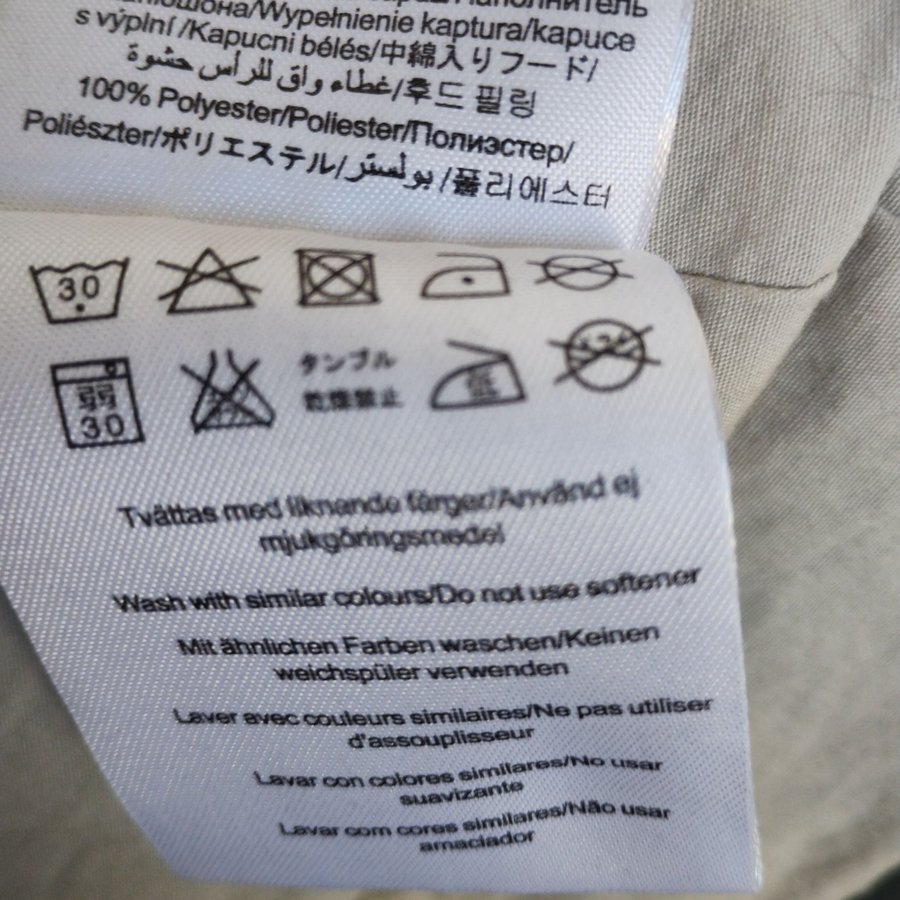 Wypełnienie kaptura/kapuce
s výplní /Kapucni bélés/中綿入りフード/
غطاء واق للرأس حشوة/후드 필링
100% Polyester/Poliester/Полиэстер/
Poliészter/ポリエステル/بوليستر/폴리에스터
30
弱
30
タンブル
乾燥禁止
低
Tvättas med liknande färger/Använd ej
mjukgöringsmedel
Wash with similar colours/Do not use softener
Mit ähnlichen Farben waschen/Keinen
weichspüler verwenden
Laver avec couleurs similaires/Ne pas utiliser
d'assouplisseur
Lavar con colores similares/No usar
suavizante
Lavar com cores similares/Não usar
amaciador